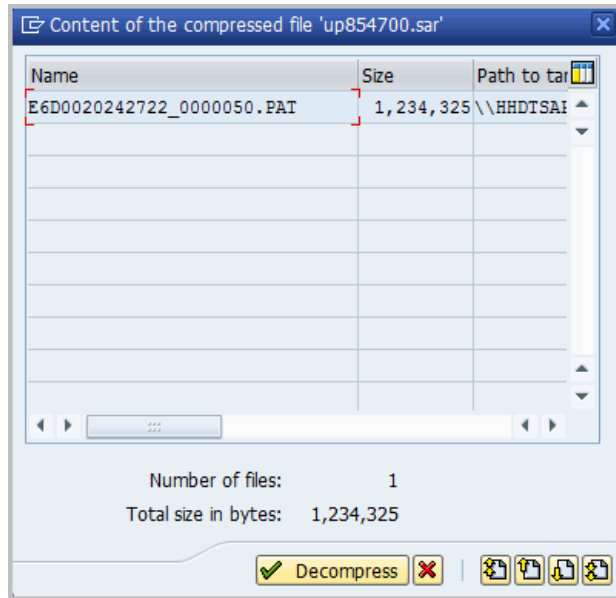 Content of the compressed file 'up854700.sar'
Name Size Path to tar
E6D0020242722_0000050.PAT 1,234,325 \\HHDTSAP
Number of files: 1
Total size in bytes: 1,234,325
Decompress